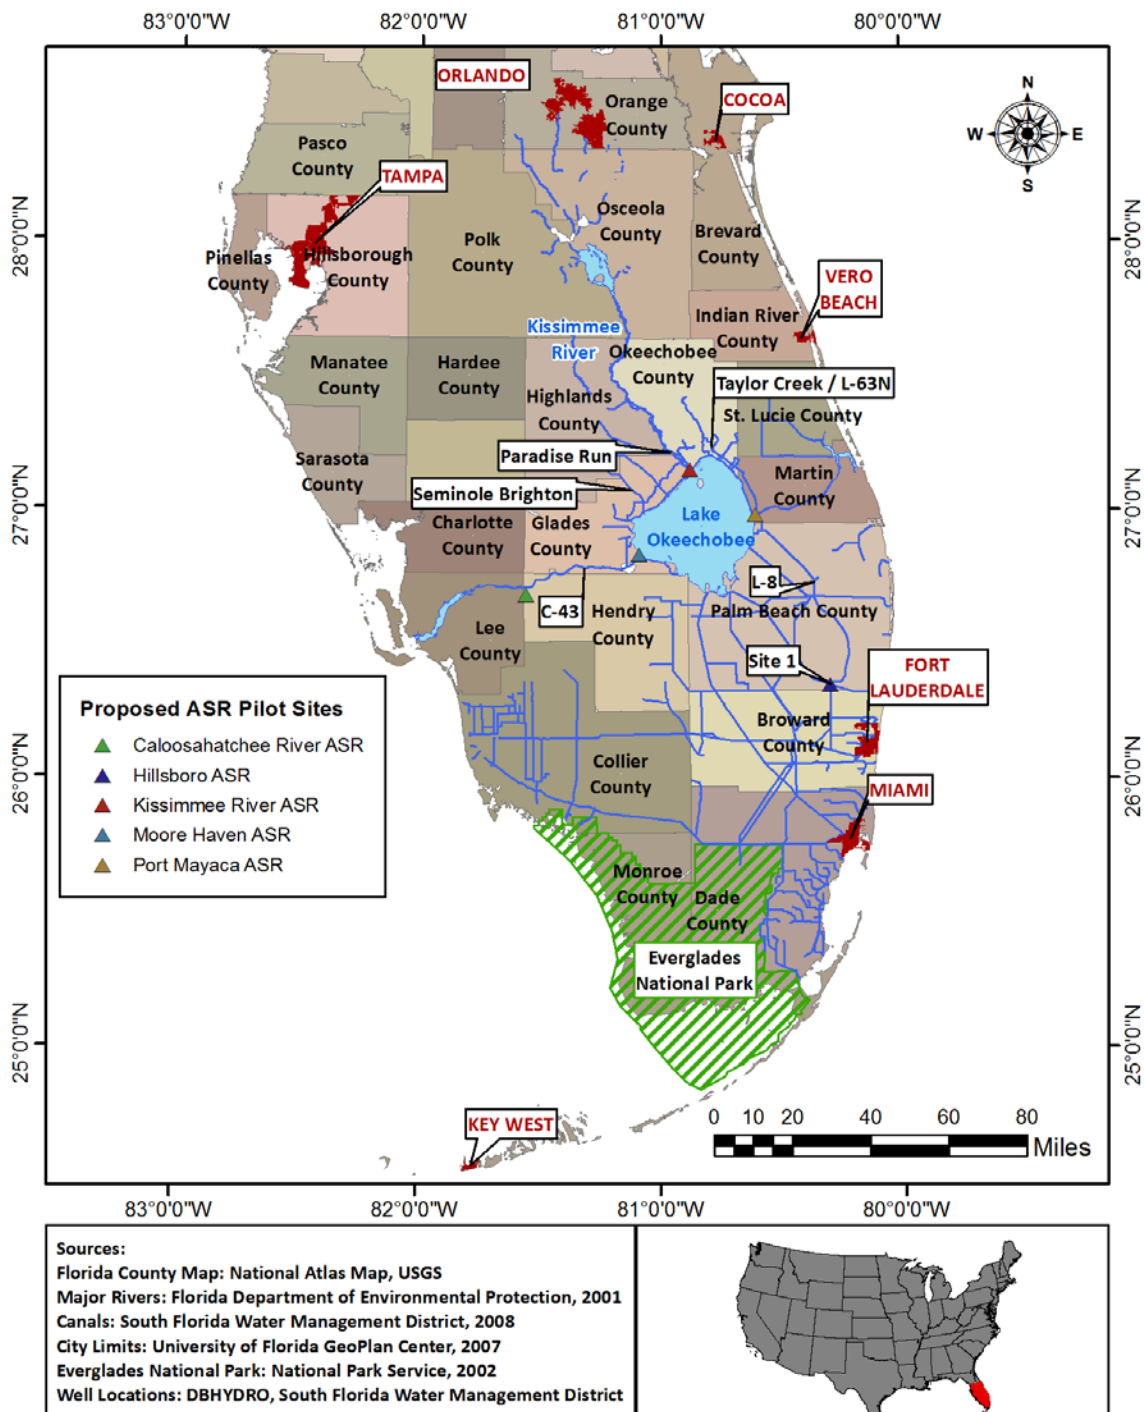 83°0'0"W
82°0'0"W
81°0'0"W
80°0'0"W
ORLANDO
Orange
County
COCOA
N
W
E
S
Pasco
County
TAMPA
Osceola
County
28°0'0"N
28°0'0"N
Pinellas
County
Hillsborough
County
Polk
County
Brevard
County
VERO
BEACH
Indian River
County
Kissimmee
River
Okeechobee
County
Manatee
County
Hardee
County
Highlands
County
Taylor Creek / L-63N
St. Lucie County
Paradise Run
Sarasota
County
Seminole Brighton
Martin
County
27°0'0"N
27°0'0"N
Charlotte
County
Glades
County
Lake
Okeechobee
L-8
C-43
Hendry
County
Palm Beach County
Lee
County
Site 1
FORT
LAUDERDALE
Proposed ASR Pilot Sites
Caloosahatchee River ASR
Hillsboro ASR
Kissimmee River ASR
Moore Haven ASR
Port Mayaca ASR
Broward
County
26°0'0"N
26°0'0"N
Collier
County
MIAMI
Monroe
County
Dade
County
Everglades
National Park
25°0'0"N
25°0'0"N
KEY WEST
0 10 20 40 60 80
Miles
83°0'0"W
82°0'0"W
81°0'0"W
80°0'0"W
Sources:
Florida County Map: National Atlas Map, USGS
Major Rivers: Florida Department of Environmental Protection, 2001
Canals: South Florida Water Management District, 2008
City Limits: University of Florida GeoPlan Center, 2007
Everglades National Park: National Park Service, 2002
Well Locations: DBHYDRO, South Florida Water Management District